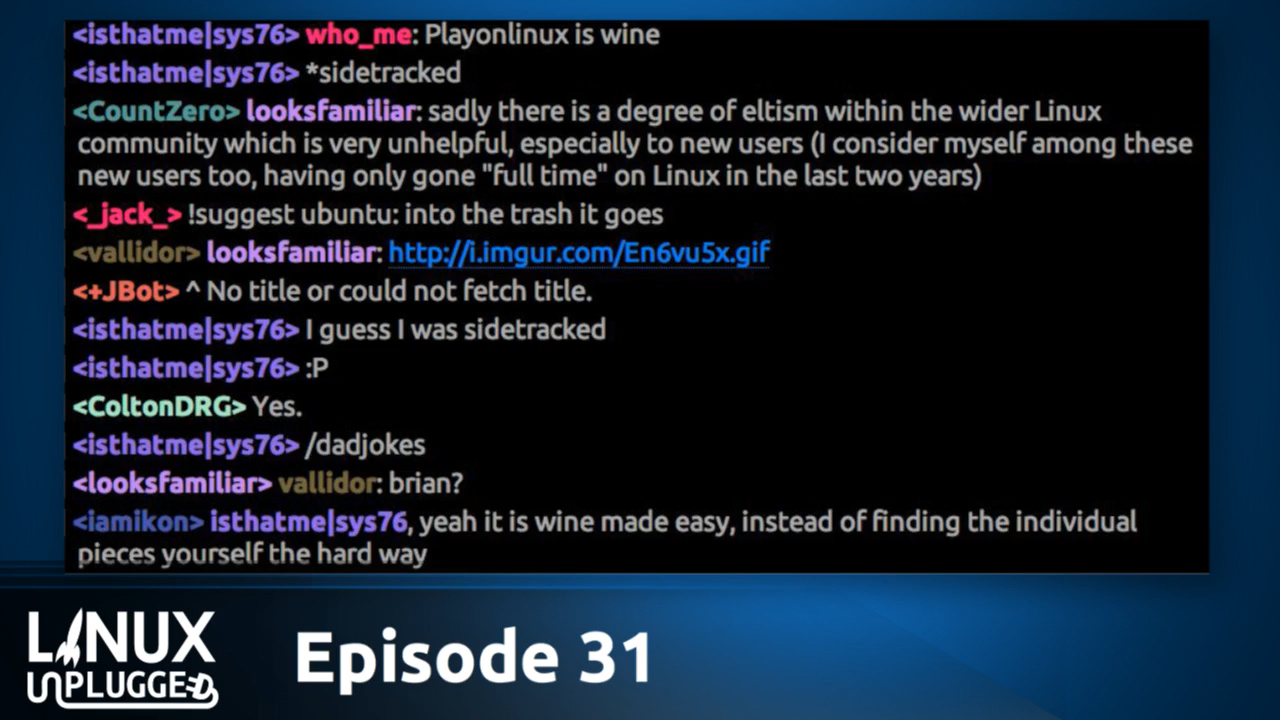 <isthatme|sys76> who_me: Playonlinux is wine
<isthatme|sys76> *sidetracked
<CountZero> looksfamiliar: sadly there is a degree of eltism within the wider Linux
community which is very unhelpful, especially to new users (I consider myself among these
new users too, having only gone "full time" on Linux in the last two years)
<_jack_> !suggest ubuntu: into the trash it goes
<vallidor> looksfamiliar: http://i.imgur.com/En6vu5x.gif
<+JBot> ^ No title or could not fetch title.
<isthatme|sys76> I guess I was sidetracked
<isthatme|sys76> :P
<ColtonDRG> Yes.
<isthatme|sys76> /dadjokes
<looksfamiliar> vallidor: brian?
<iamikon> isthatme|sys76, yeah it is wine made easy, instead of finding the individual
pieces yourself the hard way
LINUX
UNPLUGGED
Episode 31